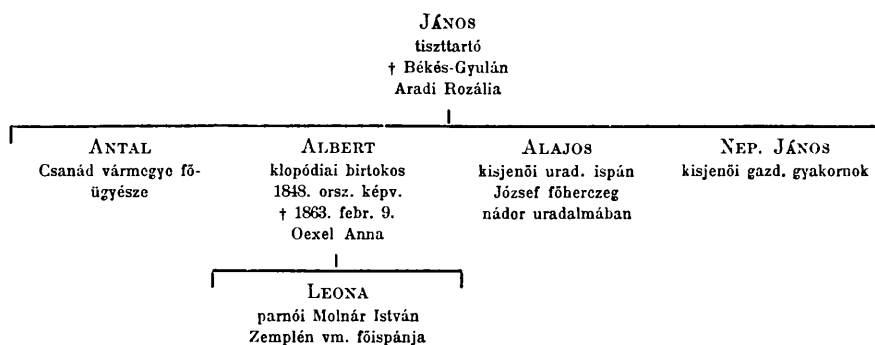 JÁNOS
tiszttartó
† Békés-Gyulán
Aradi Rozália
ANTAL
Csanád vármegye fő-
ügyésze
ALBERT
klopódiai birtokos
1848. orsz. képv.
† 1863. febr. 9.
Oexel Anna
ALAJOS
kisjenői urad. ispán
József főherczeg
nádor uradalmában
NEP. JÁNOS
kisjenői gazd. gyakornok
LEONA
parnói Molnár István
Zemplén vm. főispánja